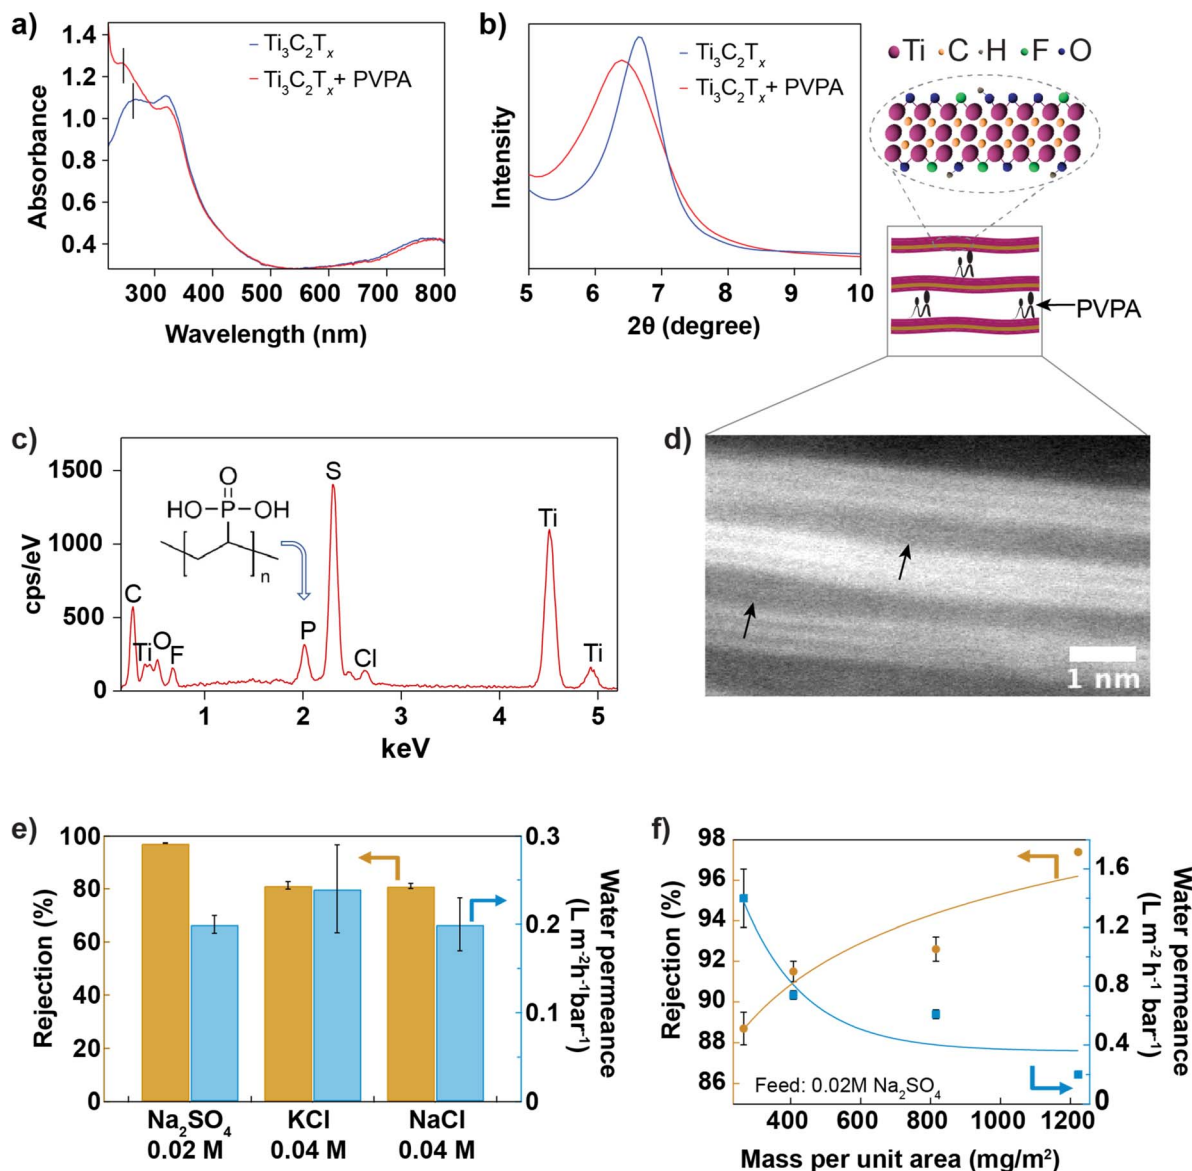 a)
Absorbance
1.4
1.2
1.0
0.8
0.6
0.4
Ti₃C₂Tₓ
Ti₃C₂Tₓ + PVPA
300 400 500 600 700 800
Wavelength (nm)
b)
Intensity
Ti₃C₂Tₓ
Ti₃C₂Tₓ + PVPA
5 6 7 8 9 10
2θ (degree)
Ti C H F O
PVPA
c)
cps/eV
1500
1000
500
0
O
HO P OH
n
C
Ti
O
F
P
S
Cl
Ti
Ti
1 2 3 4 5
keV
d)
1 nm
e)
Rejection (%)
100
80
60
40
20
0
0.3
0.2
0.1
0
Water permeance
(L m⁻²h⁻¹bar⁻¹)
Na₂SO₄ KCl NaCl
0.02 M 0.04 M 0.04 M
f)
Rejection (%)
98
96
94
92
91
90
88
86
85
1.6
1.2
0.8
0.4
0
Water permeance
(L m⁻²h⁻¹ bar⁻¹)
Feed: 0.02M Na₂SO₄
400 600 800 1000 1200
Mass per unit area (mg/m²)